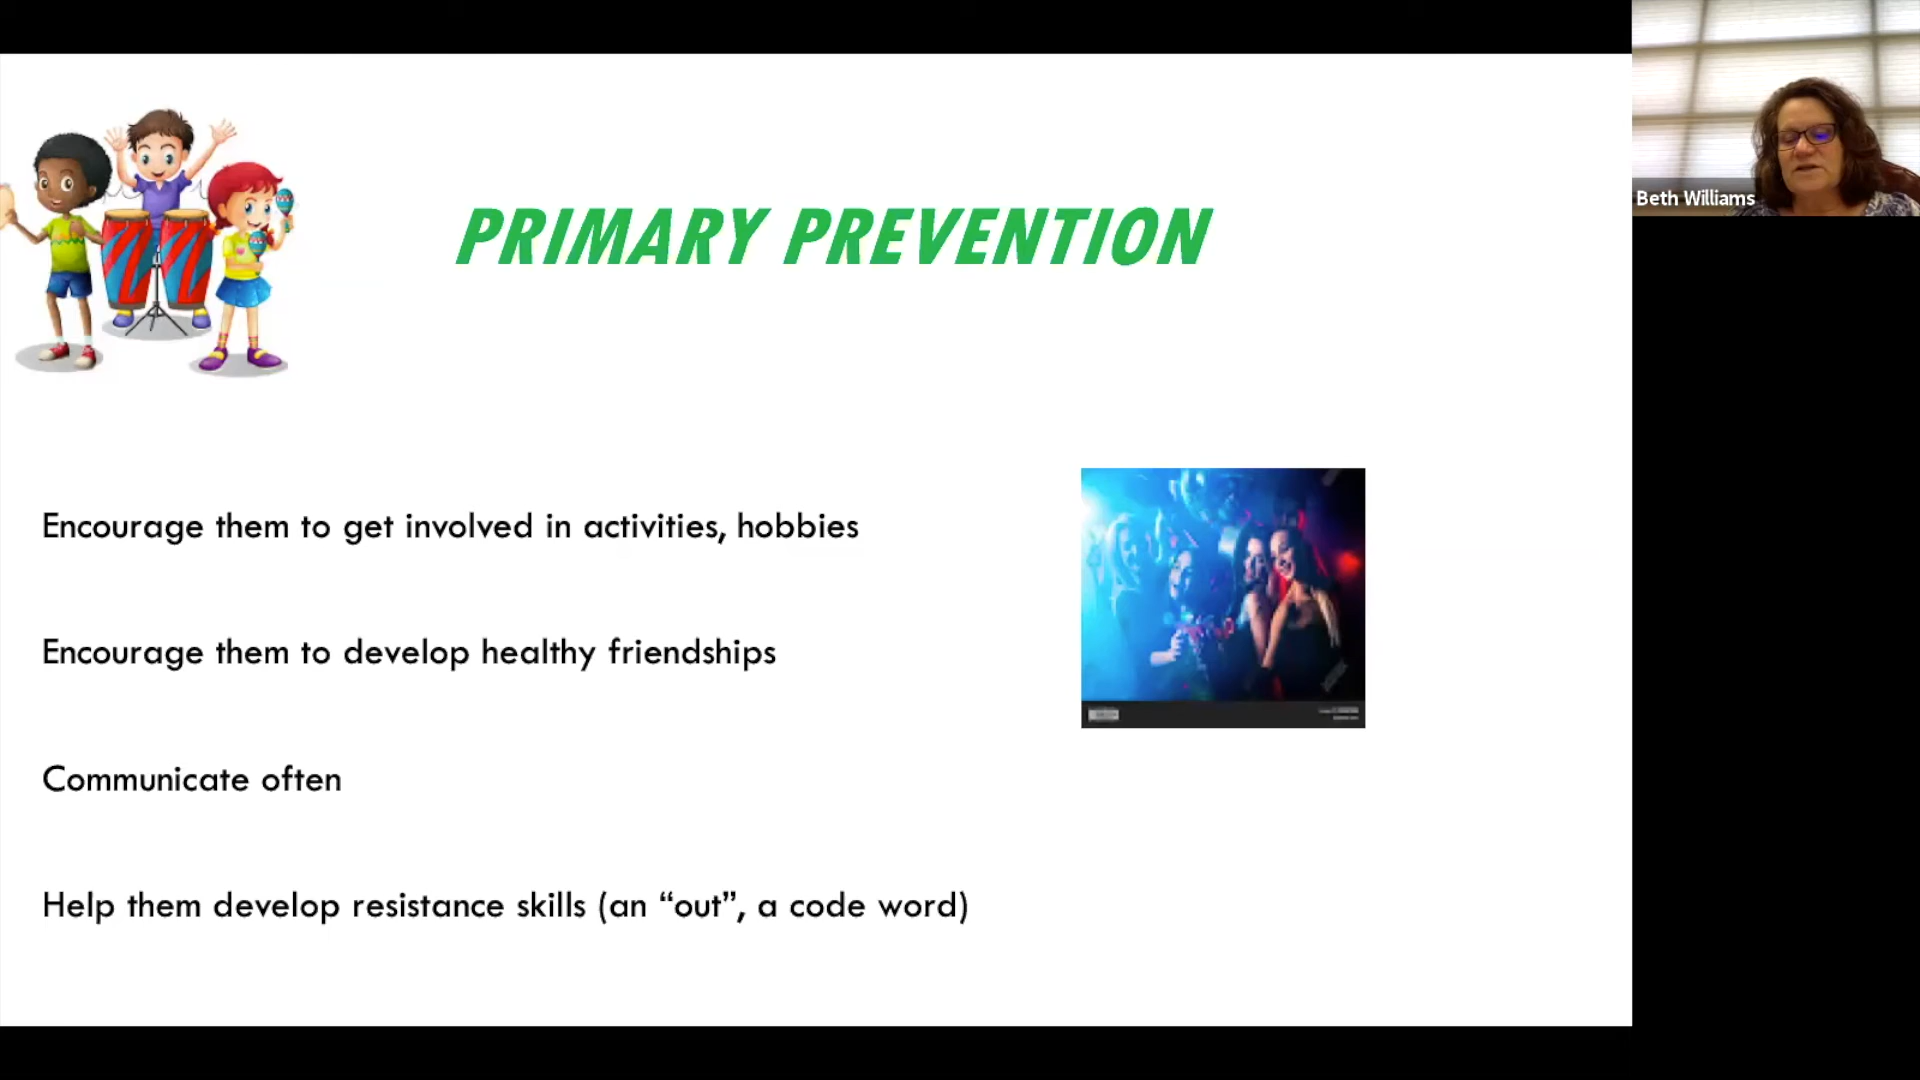 PRIMARY PREVENTION
Beth Williams
Encourage them to get involved in activities, hobbies
Encourage them to develop healthy friendships
Communicate often
Help them develop resistance skills (an “out”, a code word)